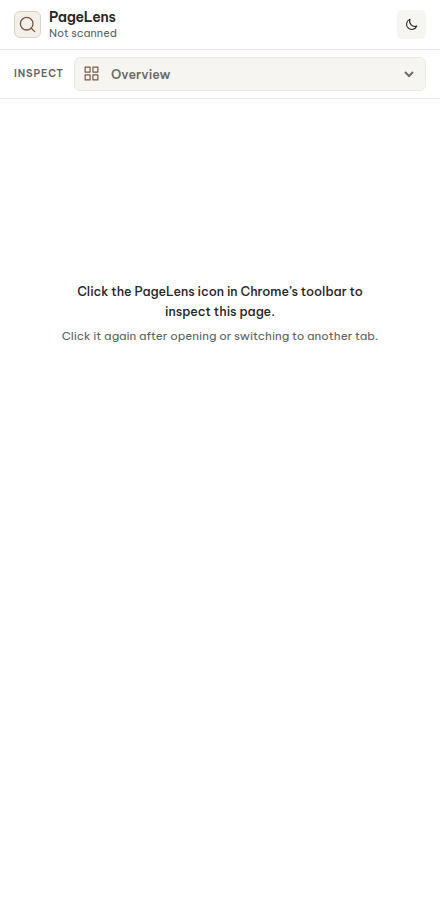 PageLens
Not scanned
INSPECT
Overview
Click the PageLens icon in Chrome's toolbar to
inspect this page.
Click it again after opening or switching to another tab.